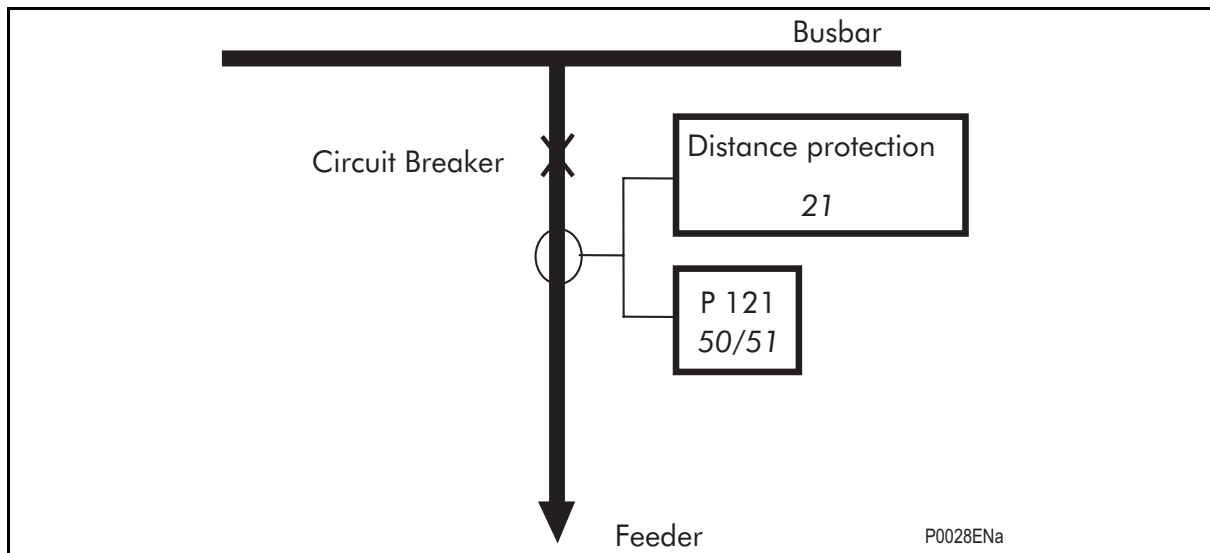 Busbar
Circuit Breaker
Distance protection
21
P 121
50/51
Feeder
P0028ENa